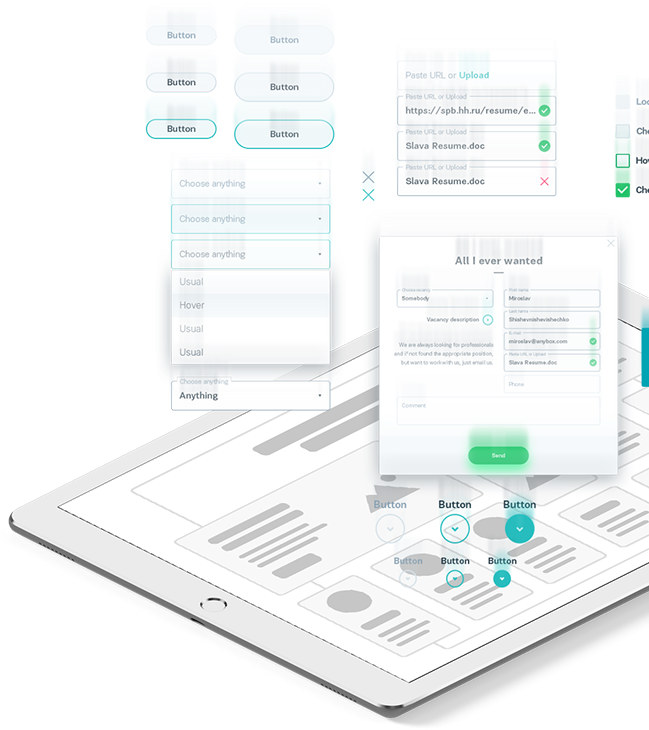 Button
Button
Button
Button
Button
Button
Paste URL or Upload
Paste URL or Upload
https://spb.hh.ru/resume/e...
Paste URL or Upload
Slava Resume.doc
Paste URL or Upload
Slava Resume.doc
Choose anything
Choose anything
Choose anything
Usual
Hover
Usual
Usual
Choose anything
Anything
All I ever wanted
Somebody
First name
Miroslav
Vacancy description
Last name
E-mail
miroslav@anybox.com
We are always looking for professionals
and if not found the appropriate position,
but want to work with us, just email us.
Paste URL or Upload
Slava Resume.doc
Phone
Comment
Send
Button
Button
Button
Button
Button
Button